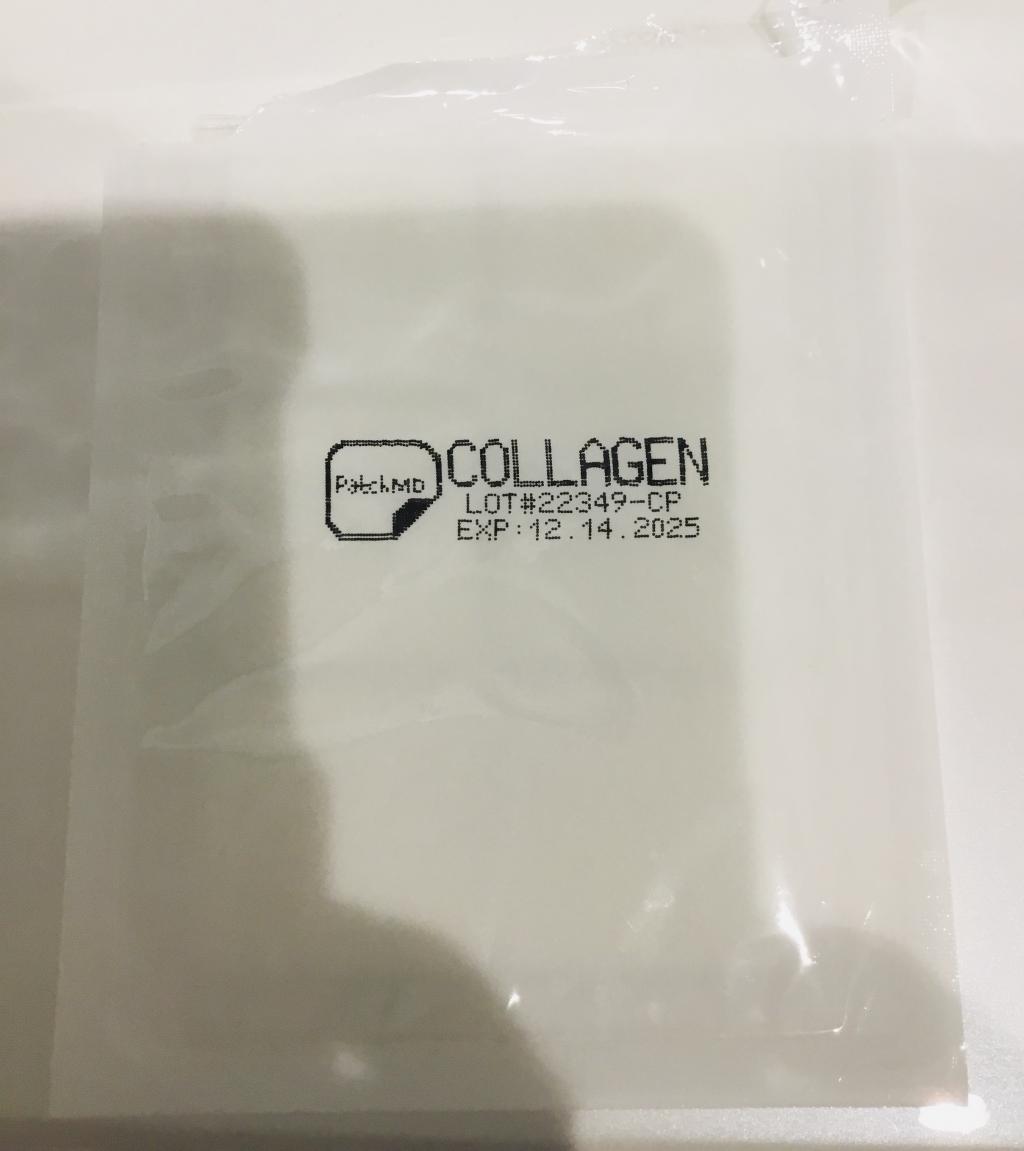 PatchMD
COLLAGEN
LOT#22349-CP
EXP:12.14.2025